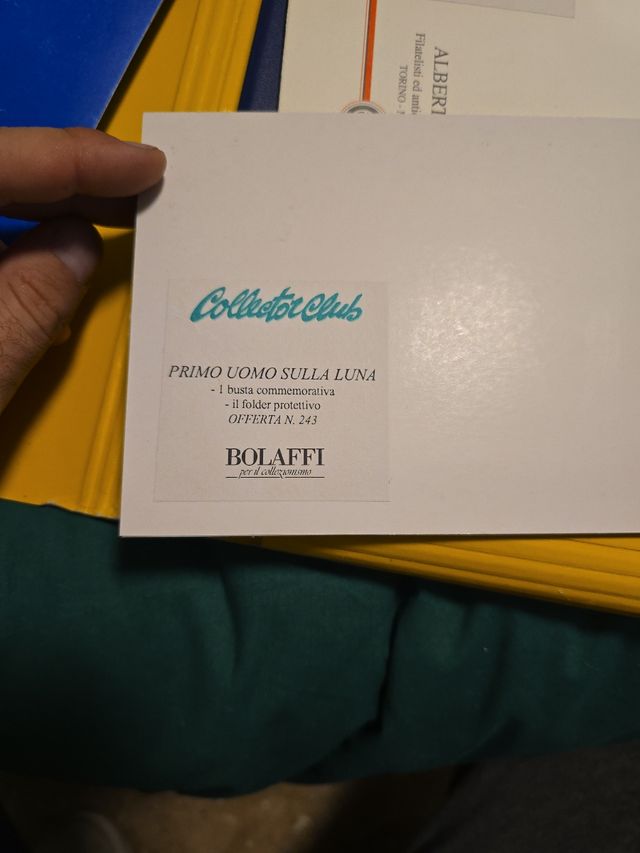 ALBERT
Filatelisti ed anti
TORINO -
Collector Club
PRIMO UOMO SULLA LUNA
- 1 busta commemorativa
- il folder protettivo
OFFERTA N. 243
BOLAFFI
per il collezionismo